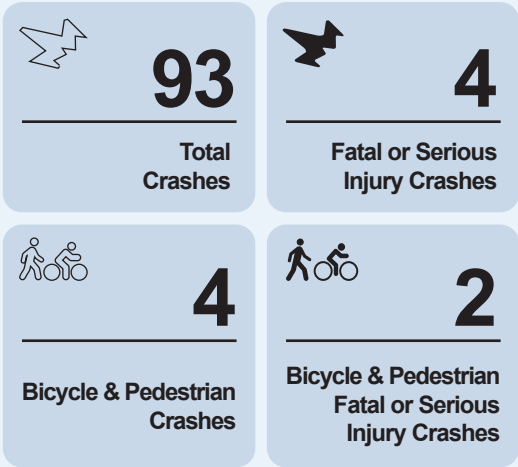 93
Total
Crashes
4
Fatal or Serious
Injury Crashes
4
Bicycle & Pedestrian
Crashes
2
Bicycle & Pedestrian
Fatal or Serious
Injury Crashes